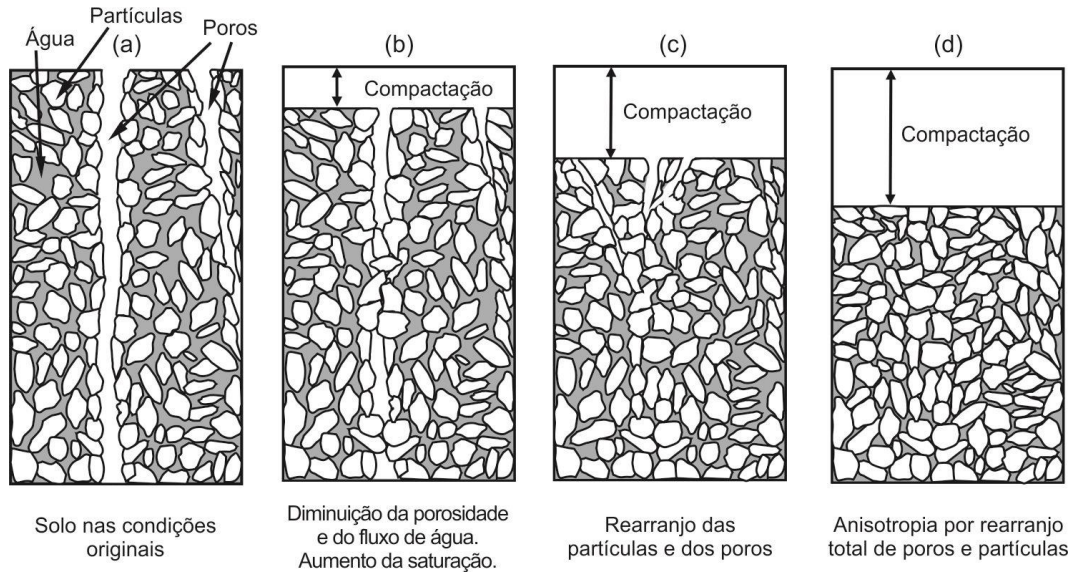 Partículas
Água
Poros
(a)
(b)
(c)
(d)
Compactação
Compactação
Compactação
Solo nas condições
originais
Diminuição da porosidade
e do fluxo de água.
Aumento da saturação.
Rearranjo das
partículas e dos poros
Anisotropia por rearranjo
total de poros e partículas